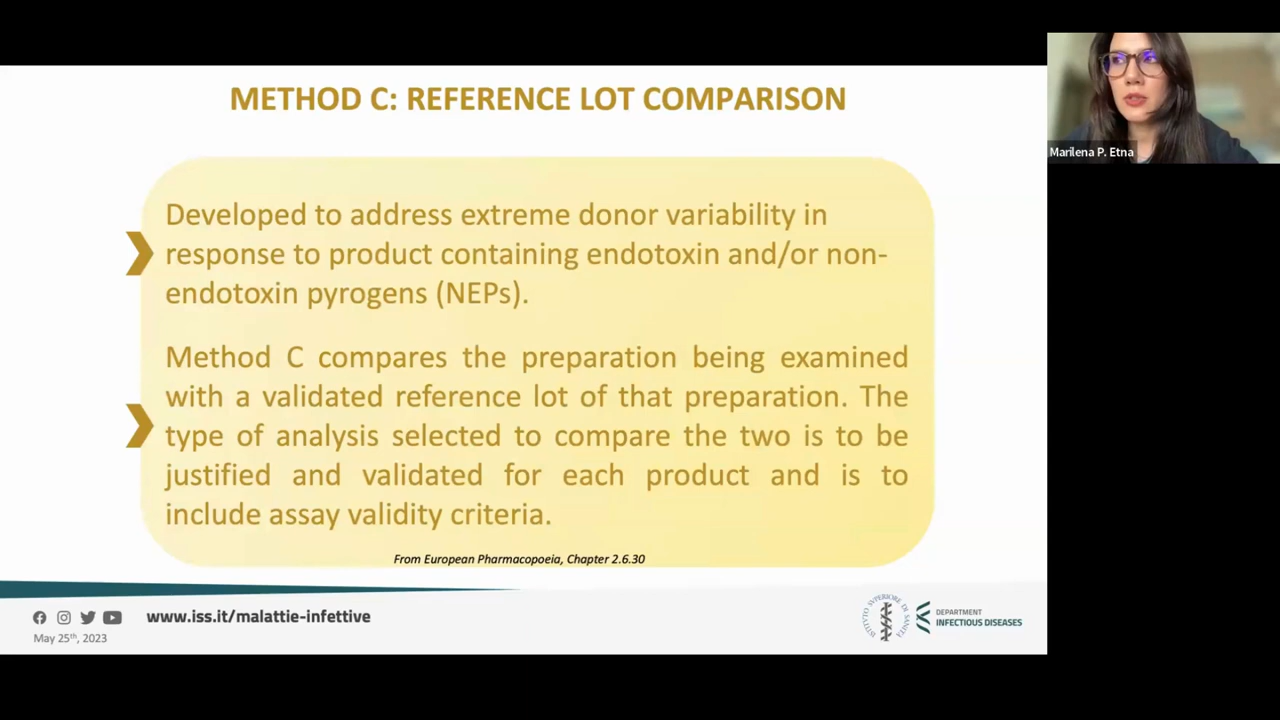 METHOD C: REFERENCE LOT COMPARISON
Marilena P. Etna
Developed to address extreme donor variability in
response to product containing endotoxin and/or non-
endotoxin pyrogens (NEPs).
Method C compares the preparation being examined
with a validated reference lot of that preparation. The
type of analysis selected to compare the two is to be
justified and validated for each product and is to
include assay validity criteria.
From European Pharmacopoeia, Chapter 2.6.30
www.iss.it/malattie-infettive
May 25th, 2023
ISTITVTO SVPERIORE DI SANITÀ
DEPARTMENT
INFECTIOUS DISEASES